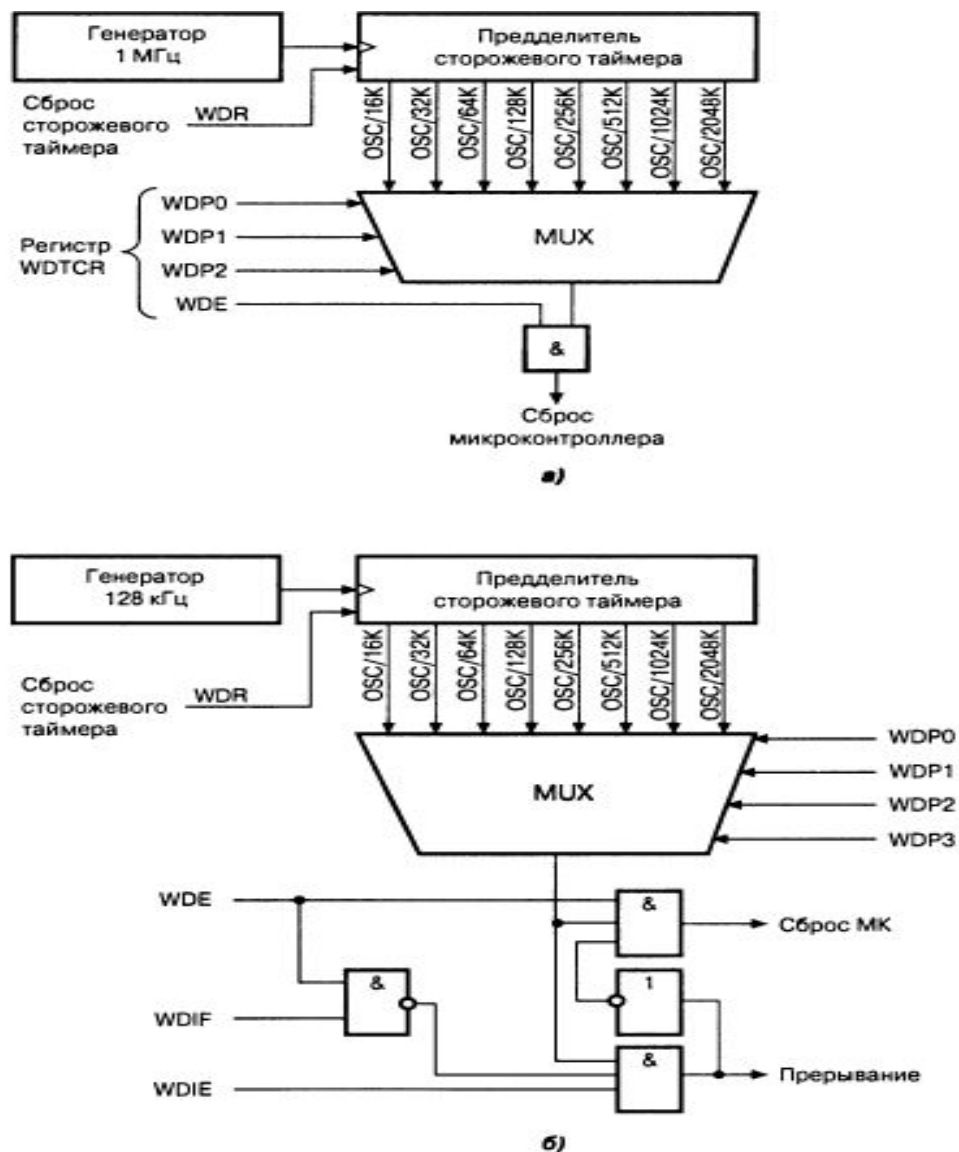 Генератор
1 МГц
Предделитель
сторожевого таймера
Сброс
сторожевого
таймера
WDR
OSC/16K
OSC/32K
OSC/64K
OSC/128K
OSC/256K
OSC/512K
OSC/1024K
OSC/2048K
Регистр
WDTCR
WDP0
WDP1
WDP2
WDE
MUX
&
Сброс
микроконтроллера
а)
Генератор
128 кГц
Предделитель
сторожевого таймера
Сброс
сторожевого
таймера
WDR
OSC/16K
OSC/32K
OSC/64K
OSC/128K
OSC/256K
OSC/512K
OSC/1024K
OSC/2048K
MUX
WDP0
WDP1
WDP2
WDP3
WDE
&
Сброс МК
&
1
WDIF
&
Прерывание
WDIE
б)